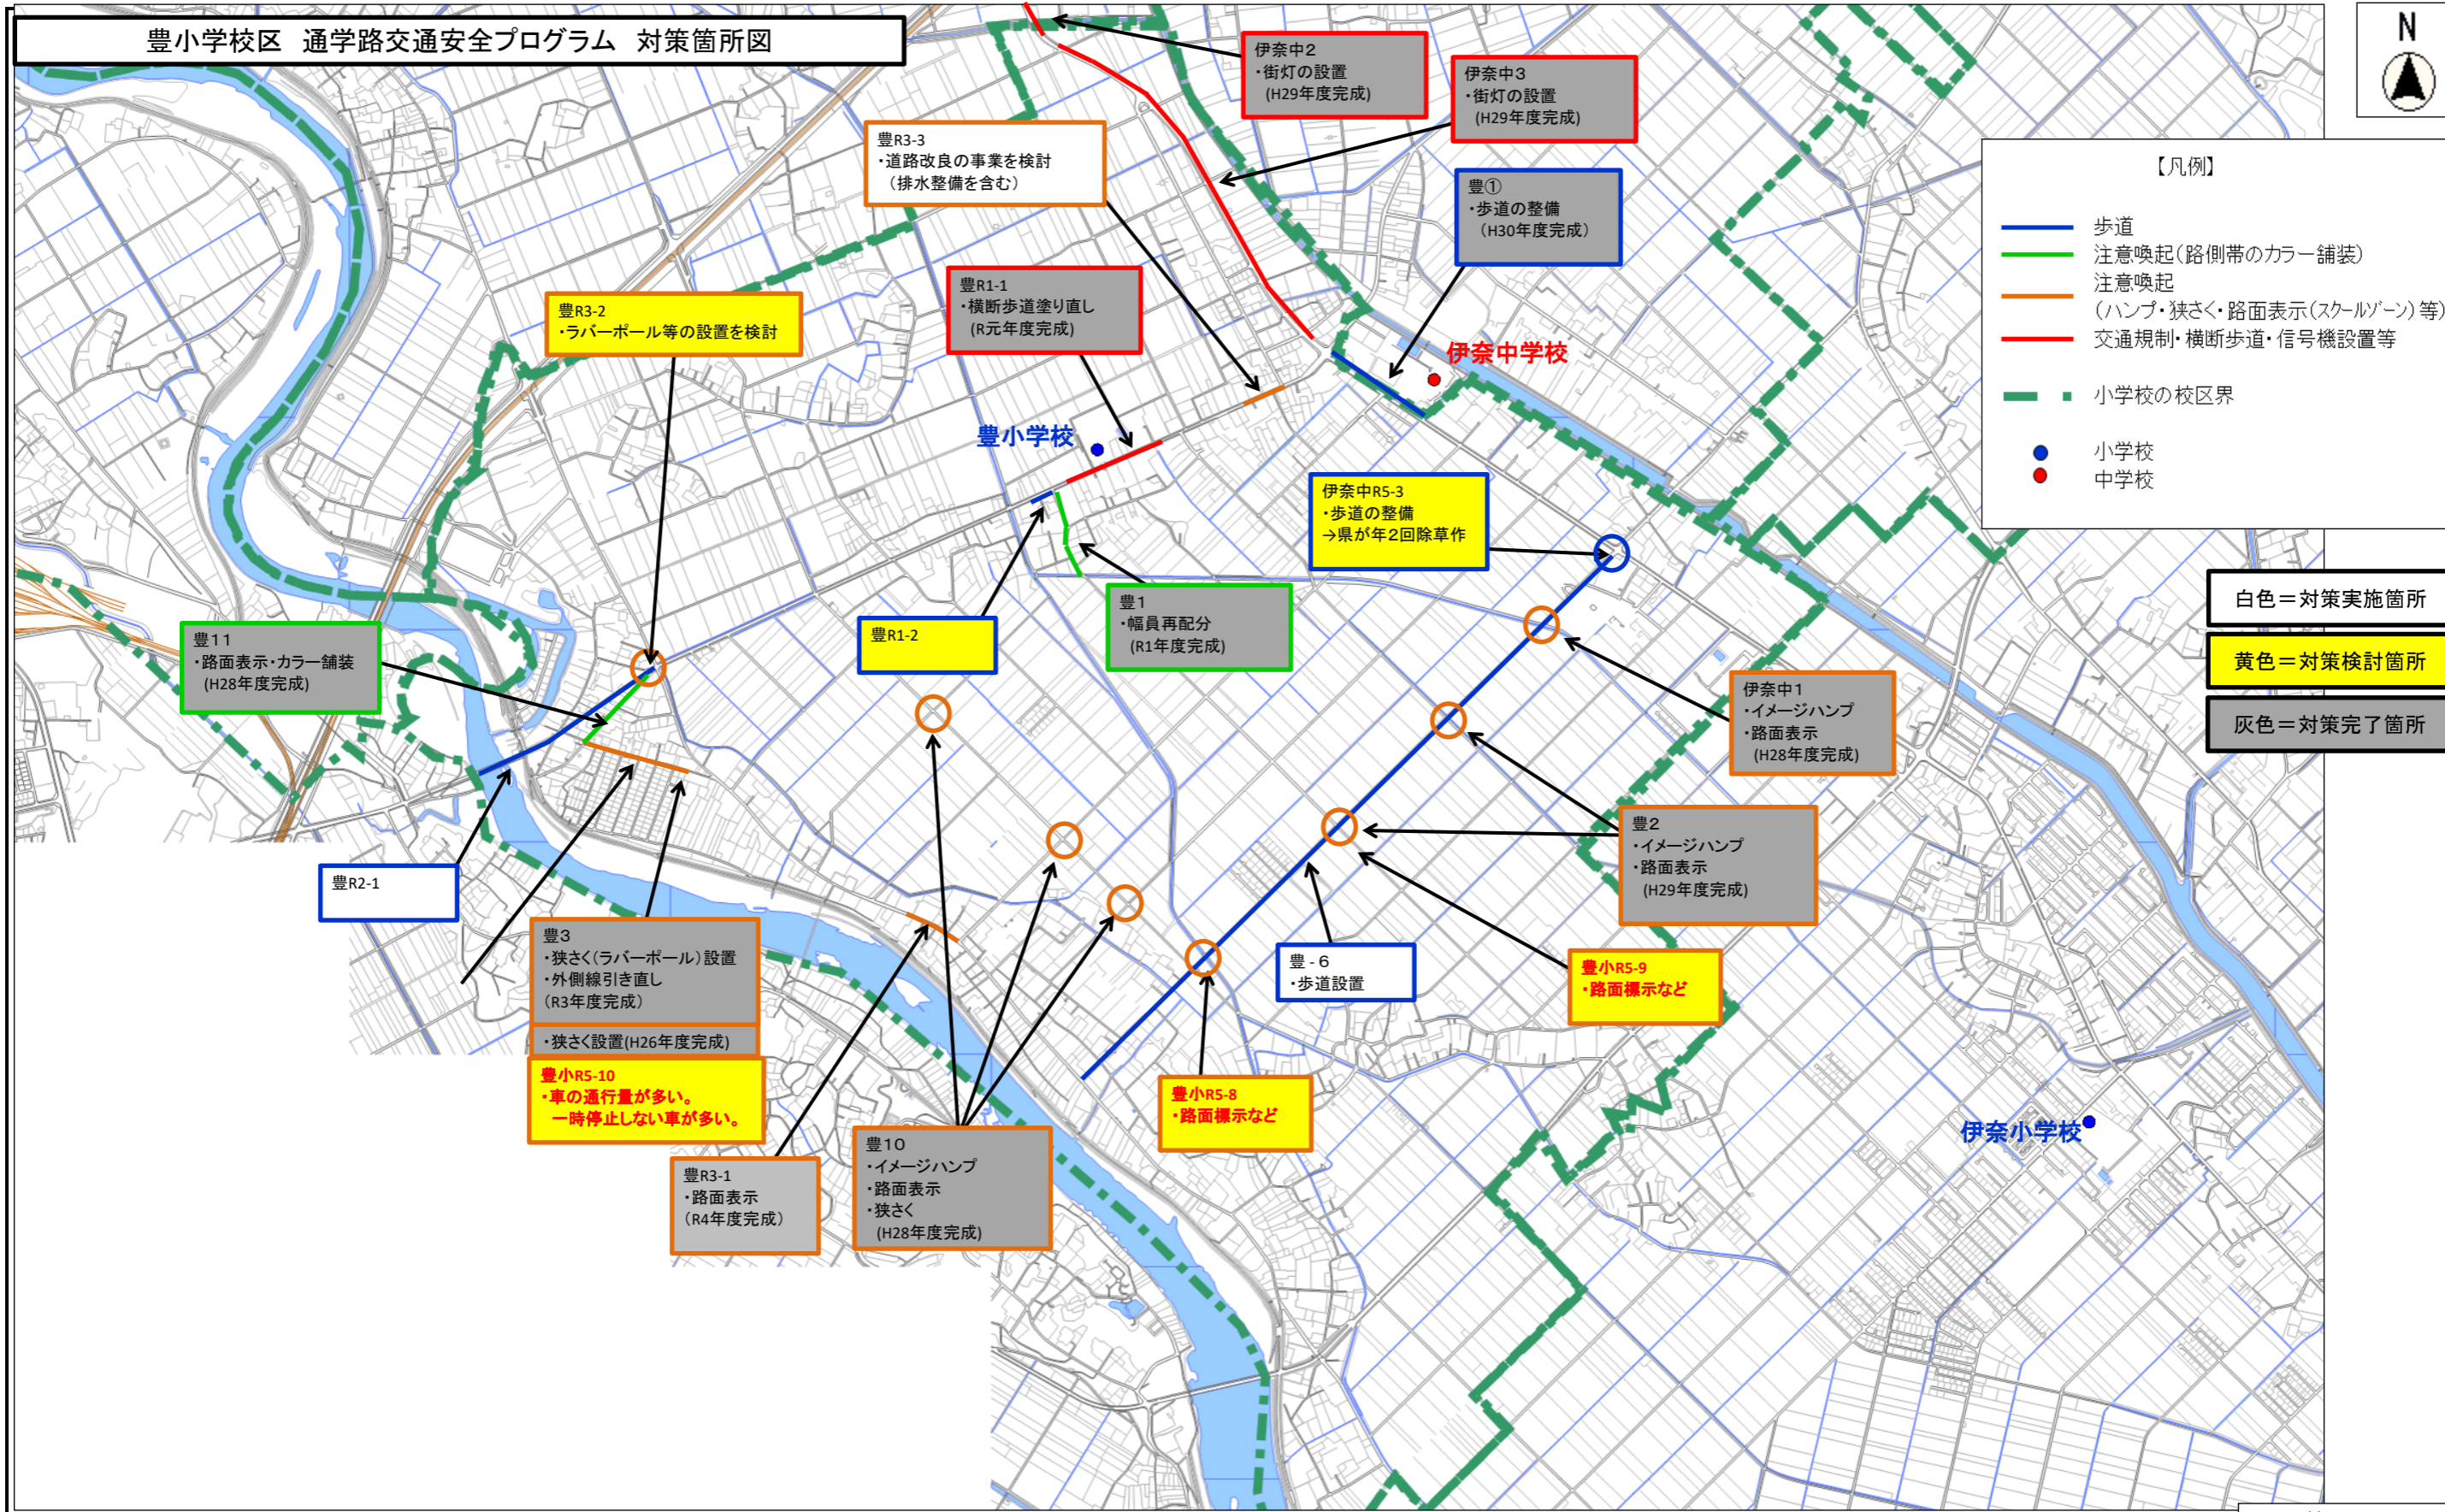 豊小学校区 通学路交通安全プログラム 対策箇所図
N
伊奈中2
・街灯の設置
(H29年度完成)
伊奈中3
・街灯の設置
(H29年度完成)
豊R3-3
・道路改良の事業を検討
（排水整備を含む）
豊①
・歩道の整備
（H30年度完成）
【凡例】
歩道
注意喚起(路側帯のカラー舗装)
注意喚起
(ハンプ・狭さく・路面表示(スクールゾーン)等)
交通規制・横断歩道・信号機設置等
小学校の校区界
小学校
中学校
豊R3-2
・ラバーポール等の設置を検討
豊R1-1
・横断歩道塗り直し
(R元年度完成)
伊奈中学校
豊小学校
伊奈中R5-3
・歩道の整備
→県が年2回除草作
白色＝対策実施箇所
黄色＝対策検討箇所
灰色＝対策完了箇所
豊11
・路面表示・カラー舗装
(H28年度完成)
豊R1-2
豊1
・幅員再配分
(R1年度完成)
伊奈中1
・イメージハンプ
・路面表示
(H28年度完成)
豊2
・イメージハンプ
・路面表示
(H29年度完成)
豊R2-1
豊3
・狭さく(ラバーポール)設置
・外側線引き直し
(R3年度完成)
・狭さく設置(H26年度完成)
豊小R5-10
・車の通行量が多い。
一時停止しない車が多い。
豊-6
・歩道設置
豊小R5-9
・路面標示など
豊小R5-8
・路面標示など
豊R3-1
・路面表示
(R4年度完成)
豊10
・イメージハンプ
・路面表示
・狭さく
(H28年度完成)
伊奈小学校